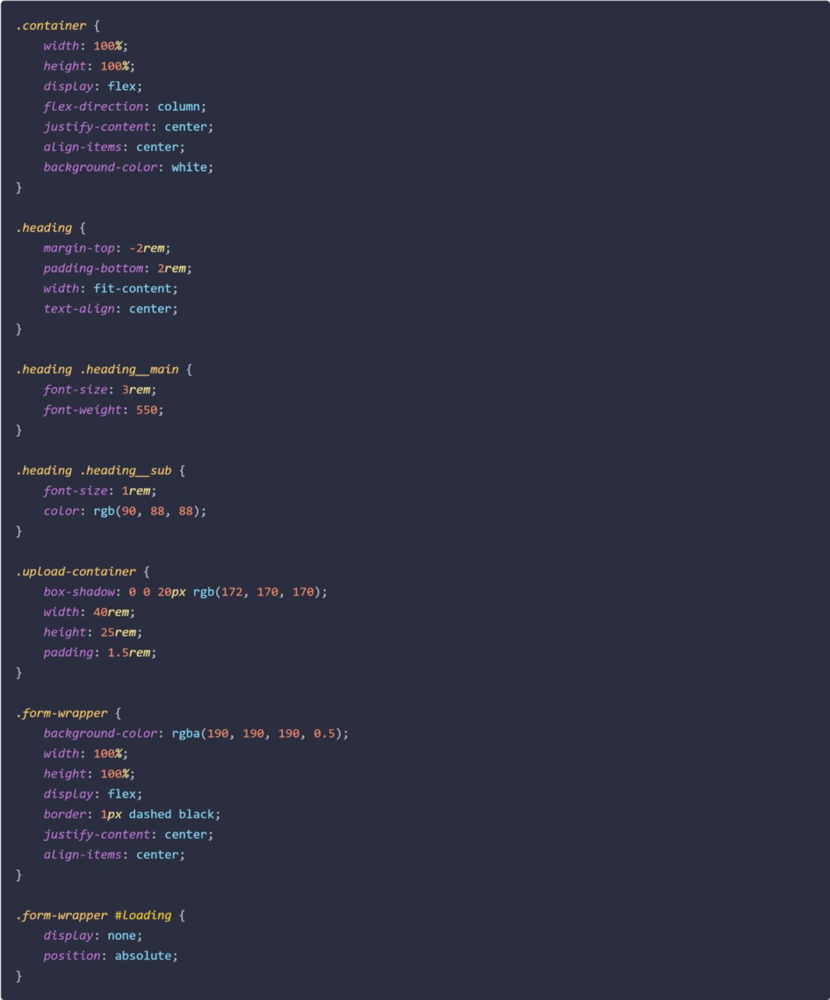 .container {
    width: 100%;
    height: 100%;
    display: flex;
    flex-direction: column;
    justify-content: center;
    align-items: center;
    background-color: white;
}

.heading {
    margin-top: -2rem;
    padding-bottom: 2rem;
    width: fit-content;
    text-align: center;
}

.heading .heading__main {
    font-size: 3rem;
    font-weight: 550;
}

.heading .heading__sub {
    font-size: 1rem;
    color: rgb(90, 88, 88);
}

.upload-container {
    box-shadow: 0 0 20px rgb(172, 170, 170);
    width: 40rem;
    height: 25rem;
    padding: 1.5rem;
}

.form-wrapper {
    background-color: rgba(190, 190, 190, 0.5);
    width: 100%;
    height: 100%;
    display: flex;
    border: 1px dashed black;
    justify-content: center;
    align-items: center;
}

.form-wrapper #loading {
    display: none;
    position: absolute;
}